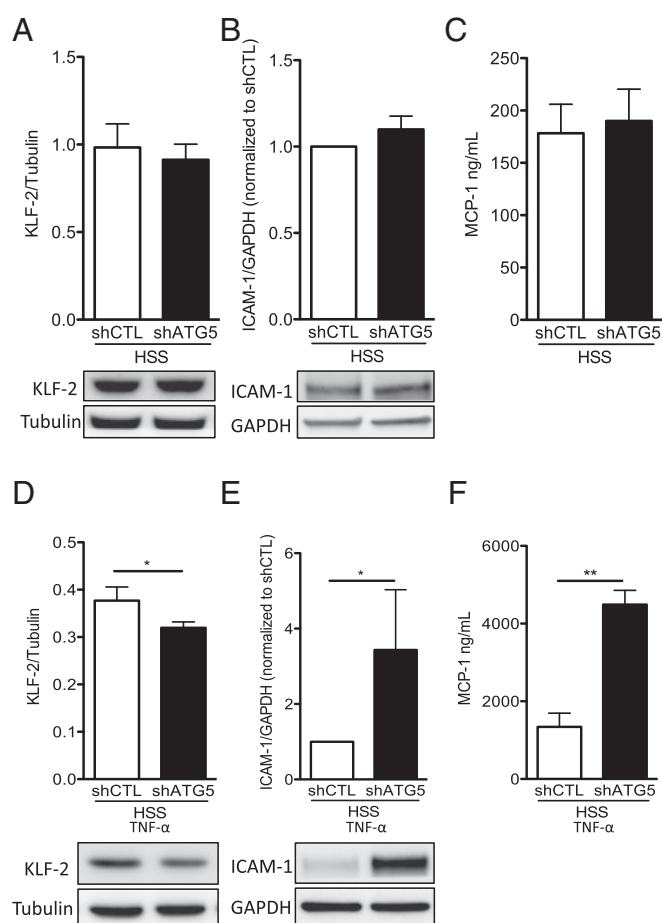 A
KLF-2/Tubulin
1.5
1.0
0.5
0.0
shCTL shATG5
HSS
KLF-2
Tubulin
B
ICAM-1/GAPDH (normalized to shCTL)
1.5
1.0
0.5
0.0
shCTL shATG5
HSS
ICAM-1
GAPDH
C
MCP-1 ng/mL
250
200
150
100
50
0
shCTL shATG5
HSS
D
KLF-2/Tubulin
0.5
0.4
0.3
0.2
0.1
0.0
*
shCTL shATG5
HSS
TNF-α
KLF-2
Tubulin
E
ICAM-1/GAPDH (normalized to shCTL)
6
4
2
0
*
shCTL shATG5
HSS
TNF-α
ICAM-1
GAPDH
F
MCP-1 ng/mL
6000
4000
2000
0
**
shCTL shATG5
HSS
TNF-α